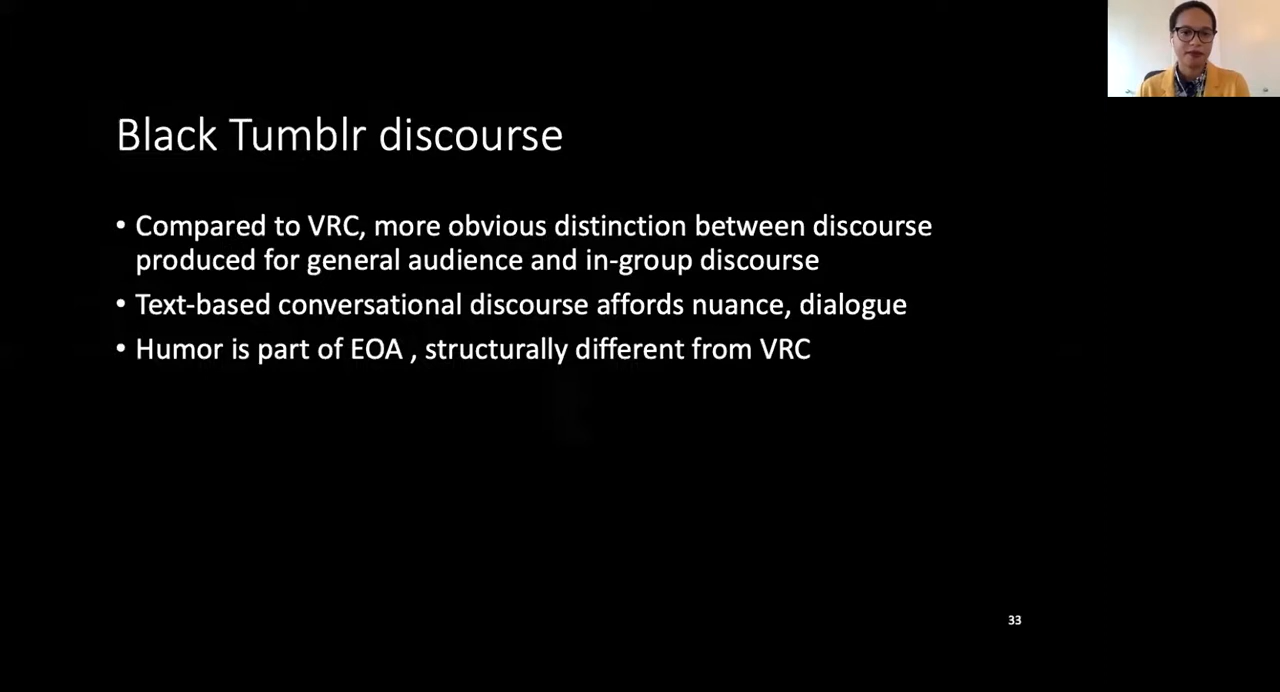 Black Tumblr discourse
• Compared to VRC, more obvious distinction between discourse
produced for general audience and in-group discourse
• Text-based conversational discourse affords nuance, dialogue
• Humor is part of EOA , structurally different from VRC
33